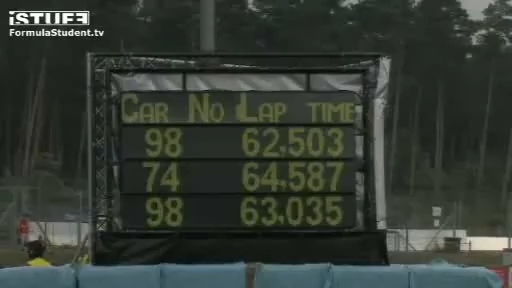 iSTUFF
FormulaStudent.tv
CAR NO LAP TIME
98 62,503
74 64,587
98 63,035